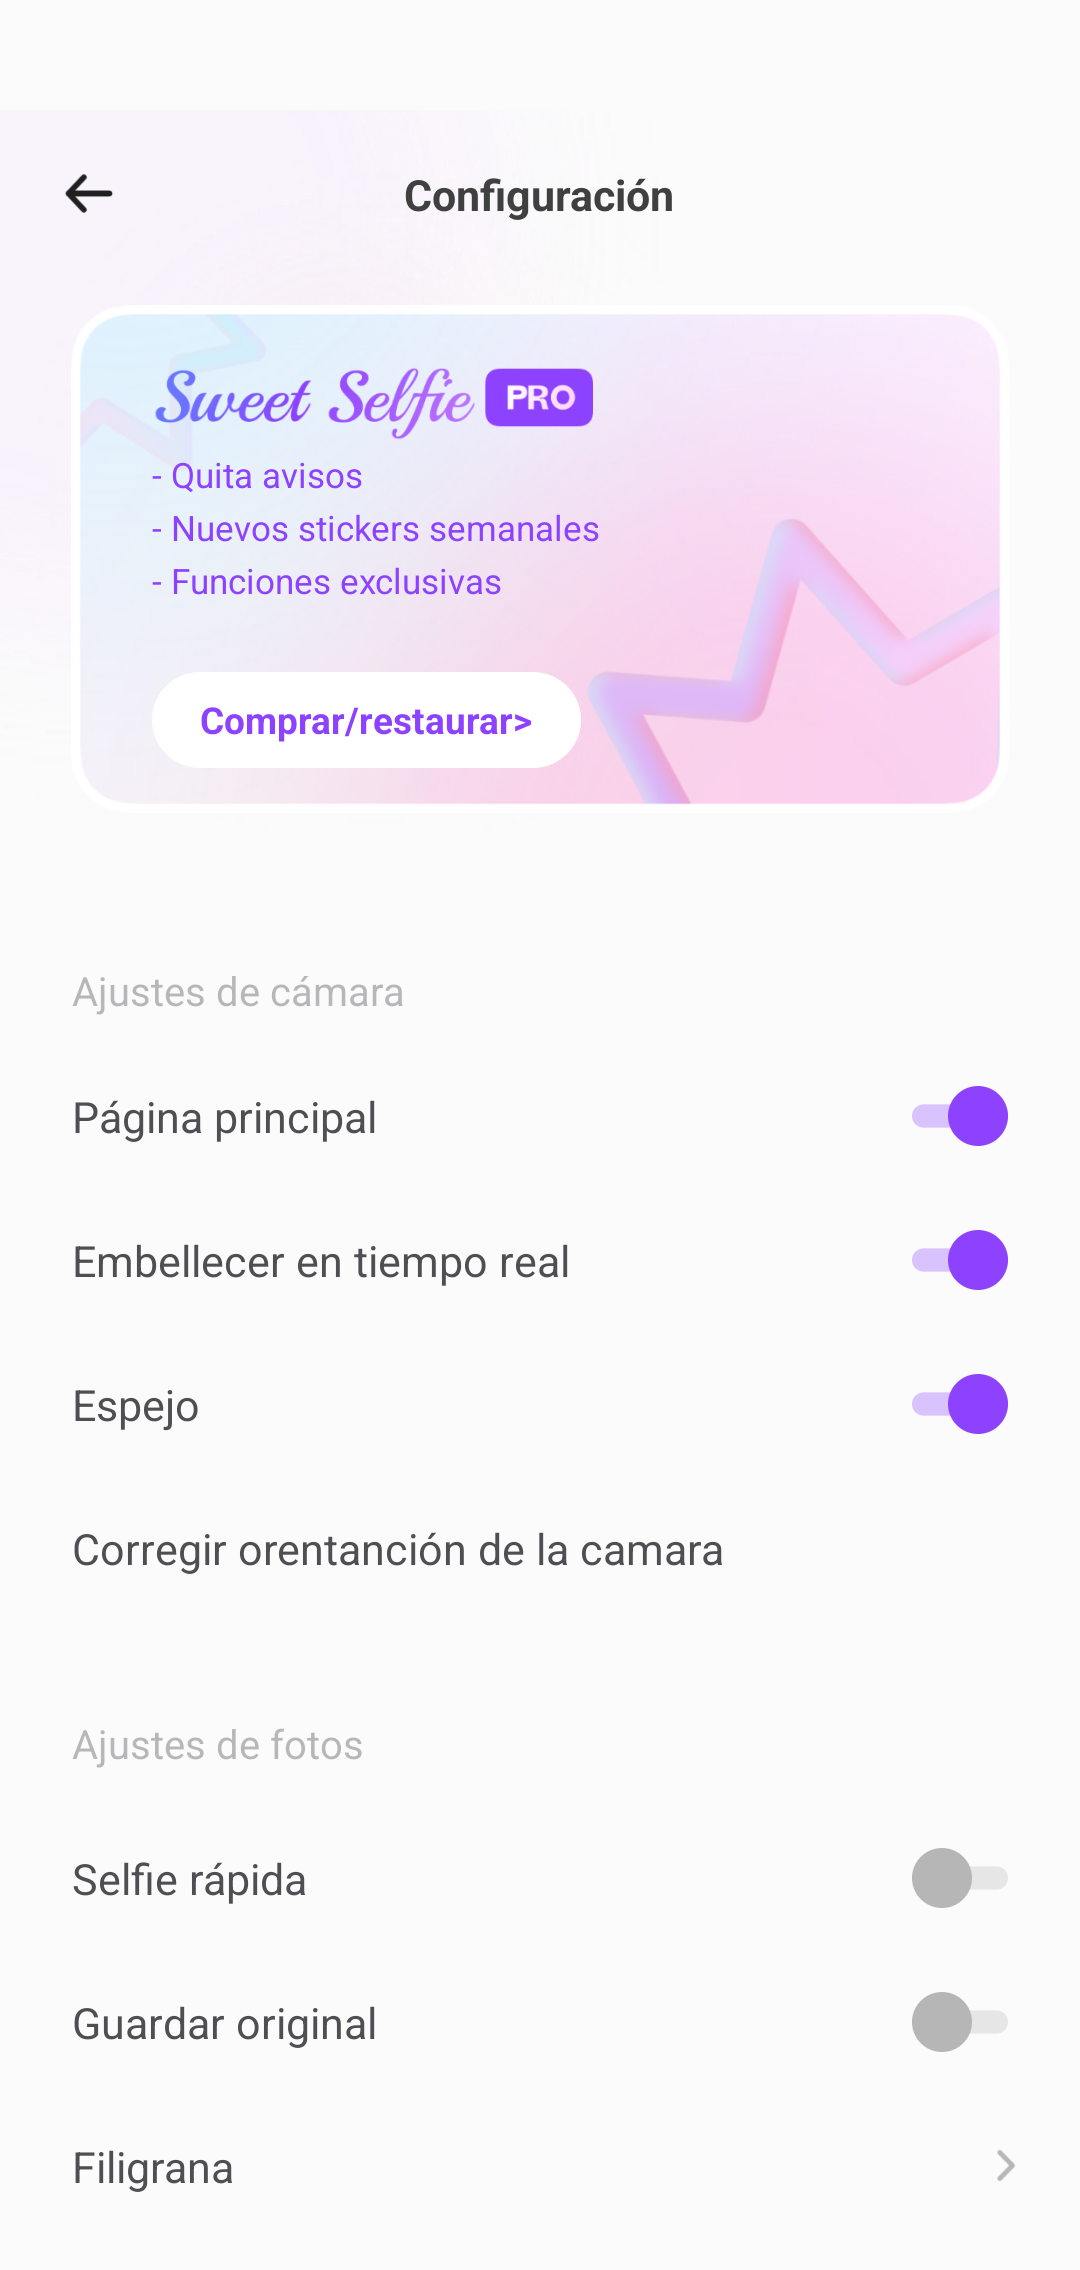 Configuración
Sweet Selfie PRO
- Quita avisos
- Nuevos stickers semanales
- Funciones exclusivas
Comprar/restaurar>
Ajustes de cámara
Página principal
Embellecer en tiempo real
Espejo
Corregir orentanción de la camara
Ajustes de fotos
Selfie rápida
Guardar original
Filigrana